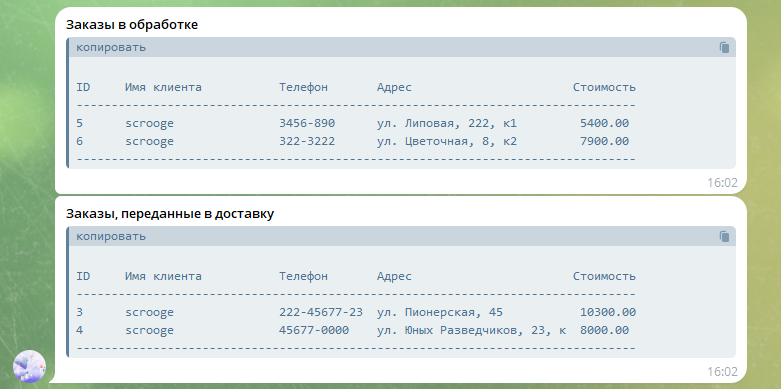 Заказы в обработке
копировать
ID Имя клиента Телефон Адрес Стоимость
--------------------------------------------------------------------------------
5 scrooge 3456-890 ул. Липовая, 222, к1 5400.00
6 scrooge 322-3222 ул. Цветочная, 8, к2 7900.00
--------------------------------------------------------------------------------
16:02
Заказы, переданные в доставку
копировать
ID Имя клиента Телефон Адрес Стоимость
--------------------------------------------------------------------------------
3 scrooge 222-45677-23 ул. Пионерская, 45 10300.00
4 scrooge 45677-0000 ул. Юных Разведчиков, 23, к 8000.00
--------------------------------------------------------------------------------
16:02